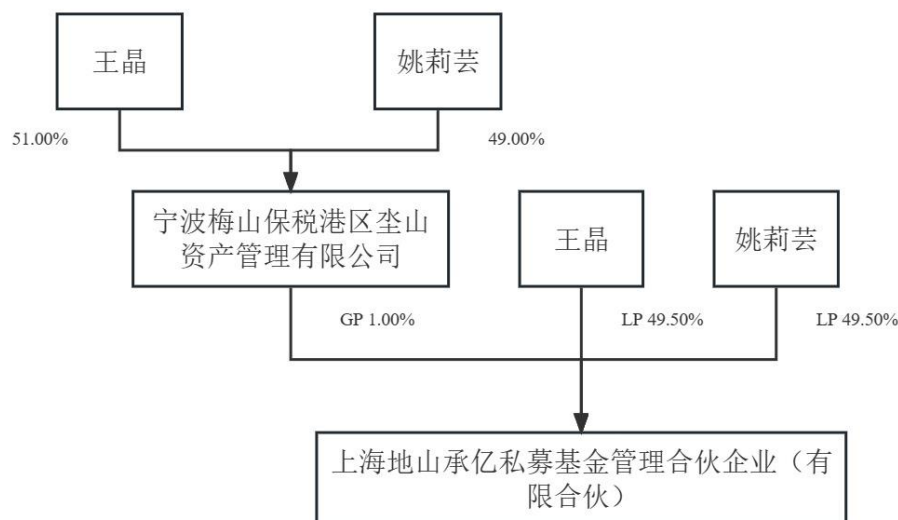 王晶
姚莉芸
51.00%
49.00%
宁波梅山保税港区坔山
资产管理有限公司
王晶
姚莉芸
GP 1.00%
LP 49.50%
LP 49.50%
上海地山承亿私募基金管理合伙企业（有
限合伙）